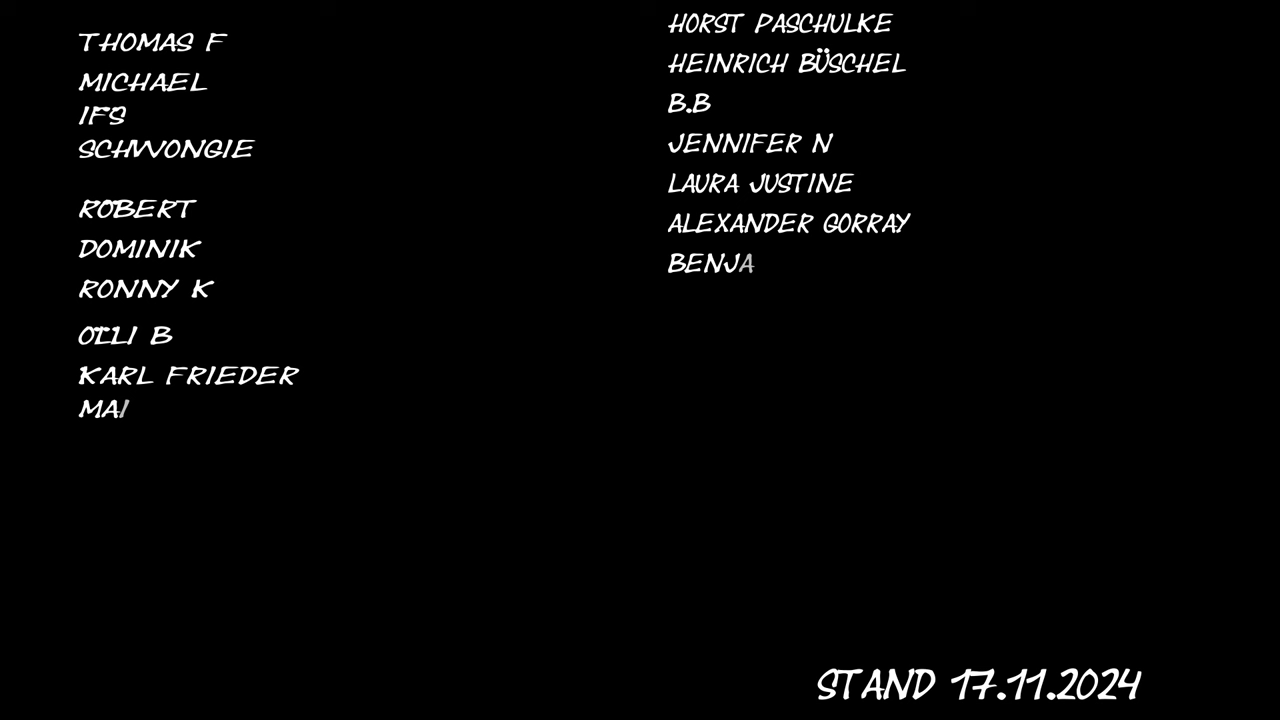 THOMAS F
MICHAEL
IFS
SCHWONGIE
ROBERT
DOMINIK
RONNY K
OLLI B
KARL FRIEDER
MAI
HORST PASCHULKE
HEINRICH BÜSCHEL
B.B
JENNIFER N
LAURA JUSTINE
ALEXANDER GORRAY
BENJA
STAND 17.11.2024